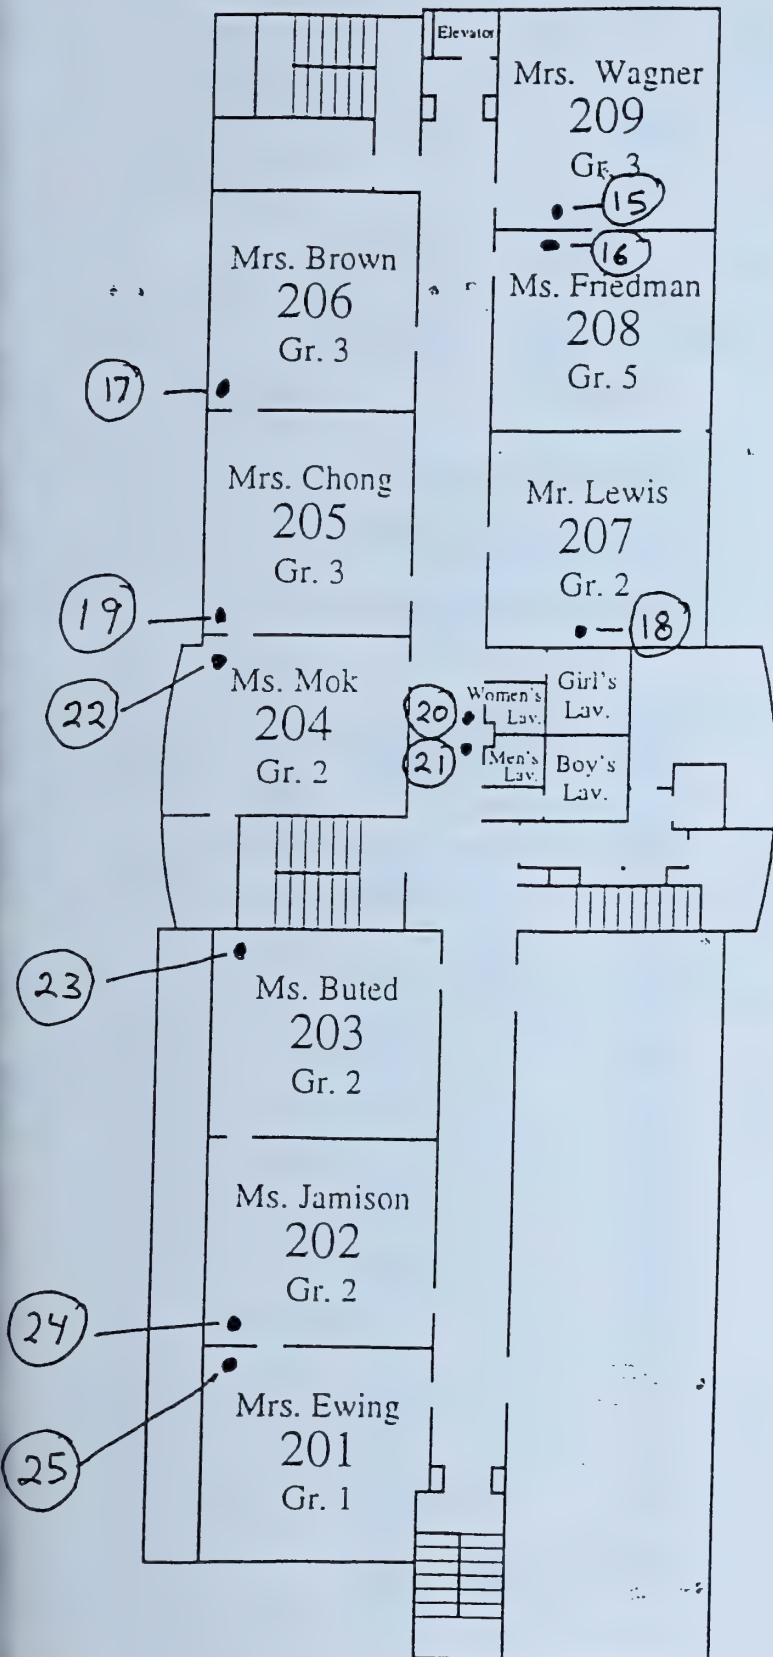 Elevator
Mrs. Wagner
209
Gr. 3
15
16
Mrs. Brown
206
Gr. 3
Ms. Friedman
208
Gr. 5
17
Mrs. Chong
205
Gr. 3
Mr. Lewis
207
Gr. 2
19
18
22
Ms. Mok
204
Gr. 2
20
21
Women's
Lav.
Girl's
Lav.
Men's
Lav.
Boy's
Lav.
23
Ms. Buted
203
Gr. 2
Ms. Jamison
202
Gr. 2
24
Mrs. Ewing
201
Gr. 1
25